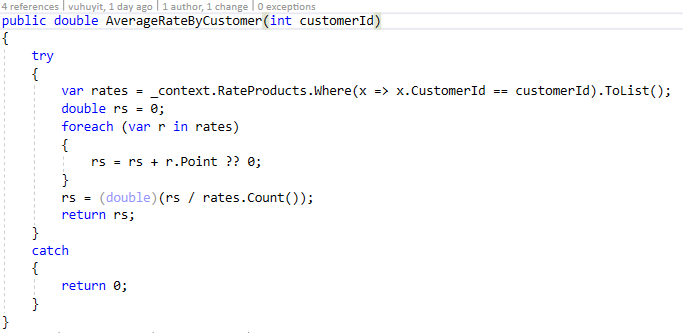 4 references | vuhuyit, 1 day ago | 1 author, 1 change | 0 exceptions
public double AverageRateByCustomer(int customerId)
{
    try
    {
        var rates = _context.RateProducts.Where(x => x.CustomerId == customerId).ToList();
        double rs = 0;
        foreach (var r in rates)
        {
            rs = rs + r.Point ?? 0;
        }
        rs = (double)(rs / rates.Count());
        return rs;
    }
    catch
    {
        return 0;
    }
}